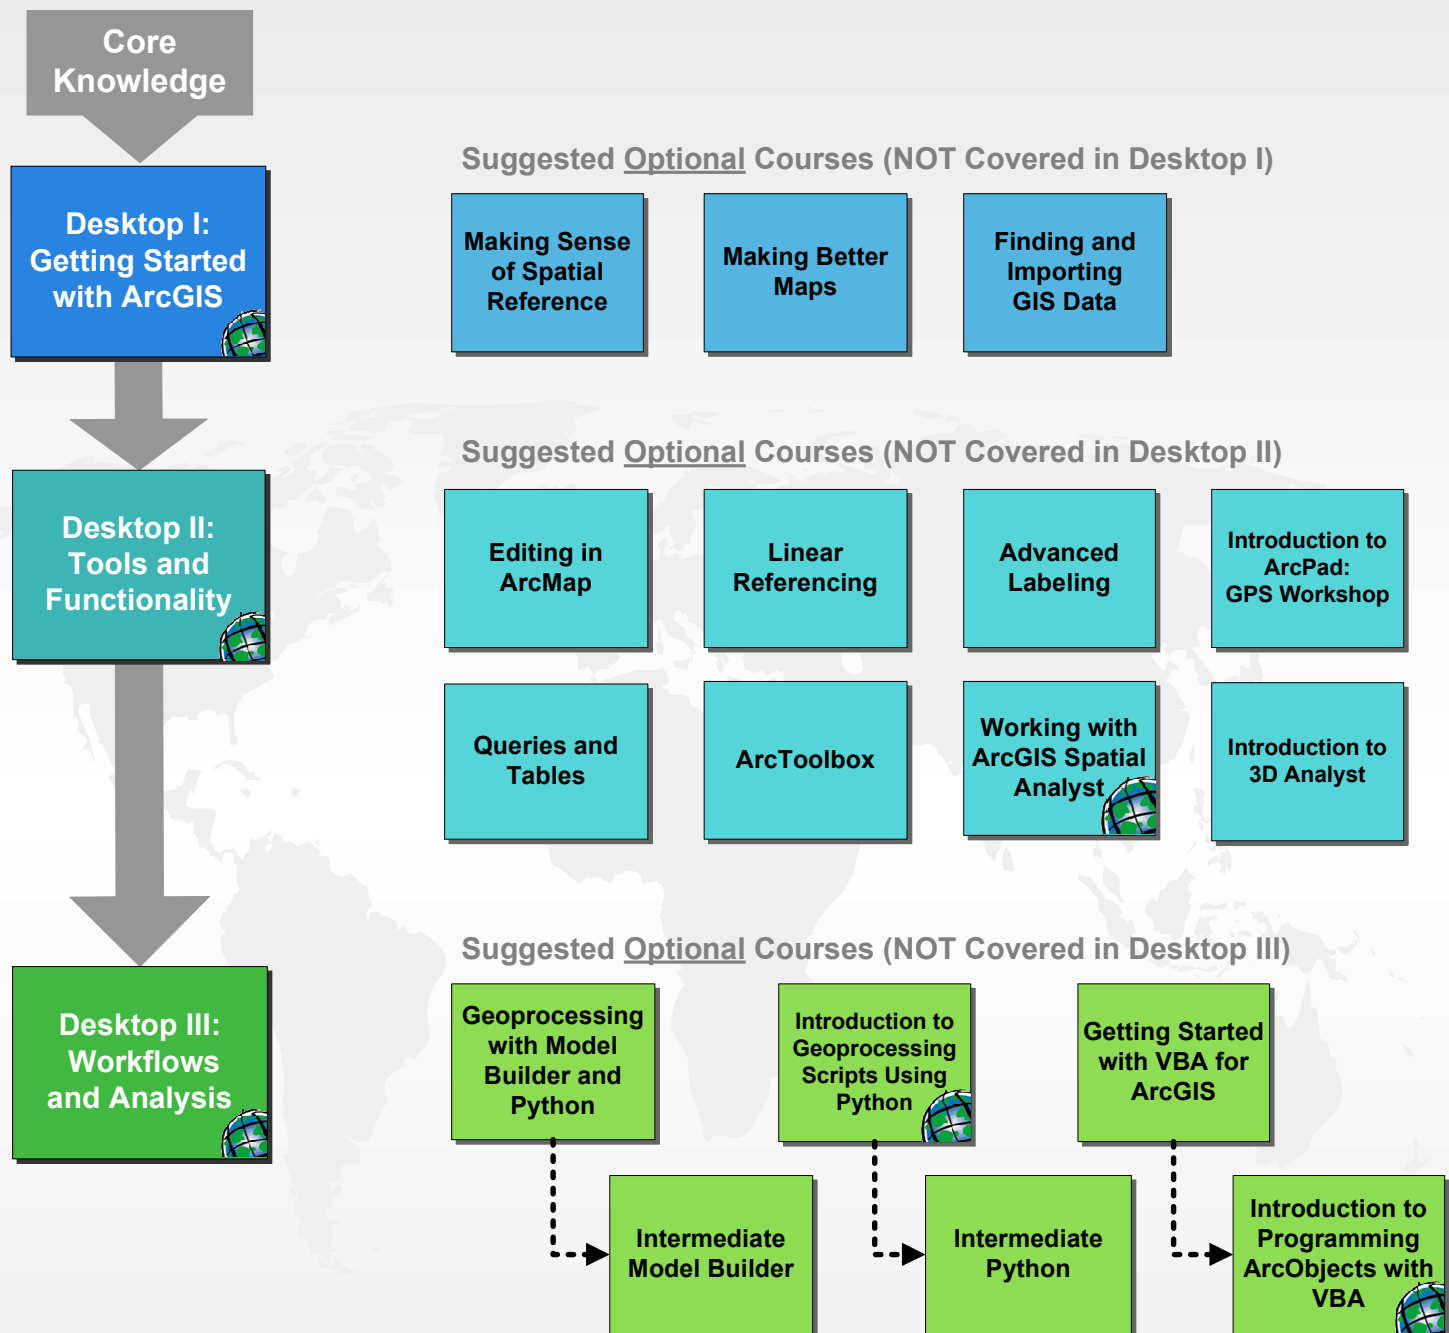 Core
Knowledge
Desktop I:
Getting Started
with ArcGIS
Suggested Optional Courses (NOT Covered in Desktop I)
Making Sense
of Spatial
Reference
Making Better
Maps
Finding and
Importing
GIS Data
Desktop II:
Tools and
Functionality
Suggested Optional Courses (NOT Covered in Desktop II)
Editing in
ArcMap
Linear
Referencing
Advanced
Labeling
Introduction to
ArcPad:
GPS Workshop
Queries and
Tables
ArcToolbox
Working with
ArcGIS Spatial
Analyst
Introduction to
3D Analyst
Desktop III:
Workflows
and Analysis
Suggested Optional Courses (NOT Covered in Desktop III)
Geoprocessing
with Model
Builder and
Python
Introduction to
Geoprocessing
Scripts Using
Python
Getting Started
with VBA for
ArcGIS
Intermediate
Model Builder
Intermediate
Python
Introduction to
Programming
ArcObjects with
VBA